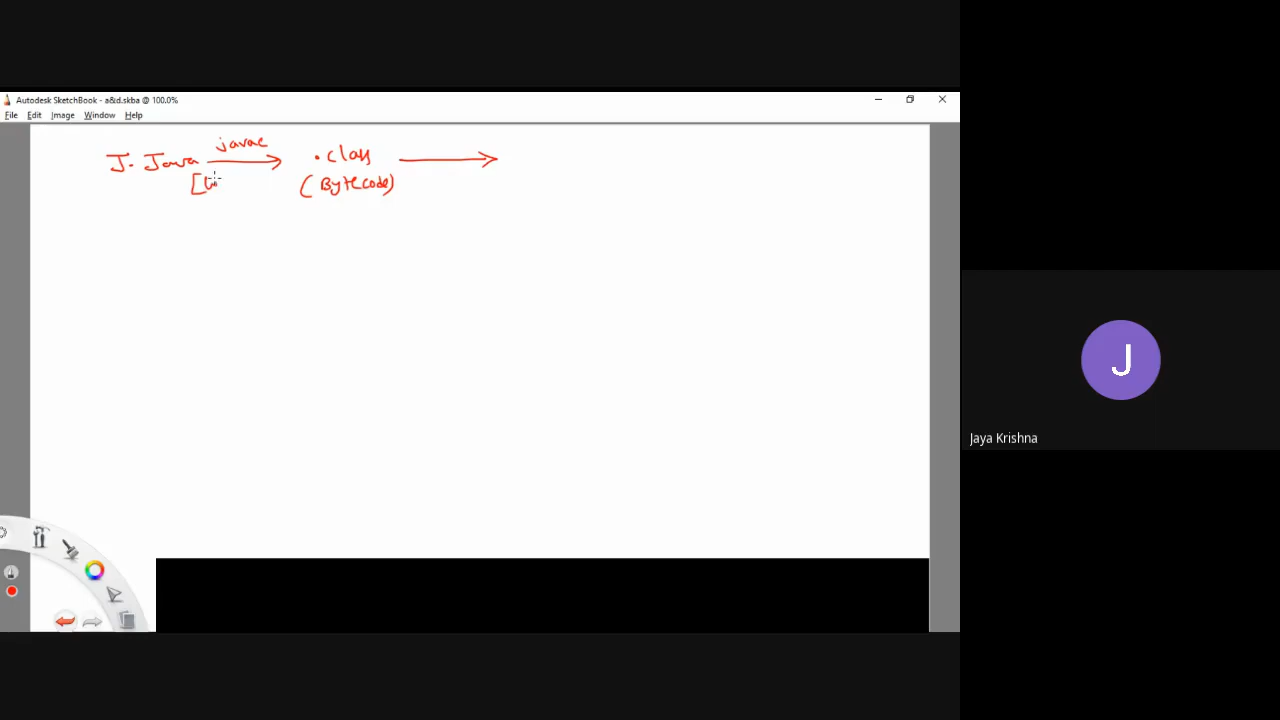 Autodesk SketchBook - a&d.skba @ 100.0%
File Edit Image Window Help
javac
J. Java .class
(Bytecode)
J
Jaya Krishna